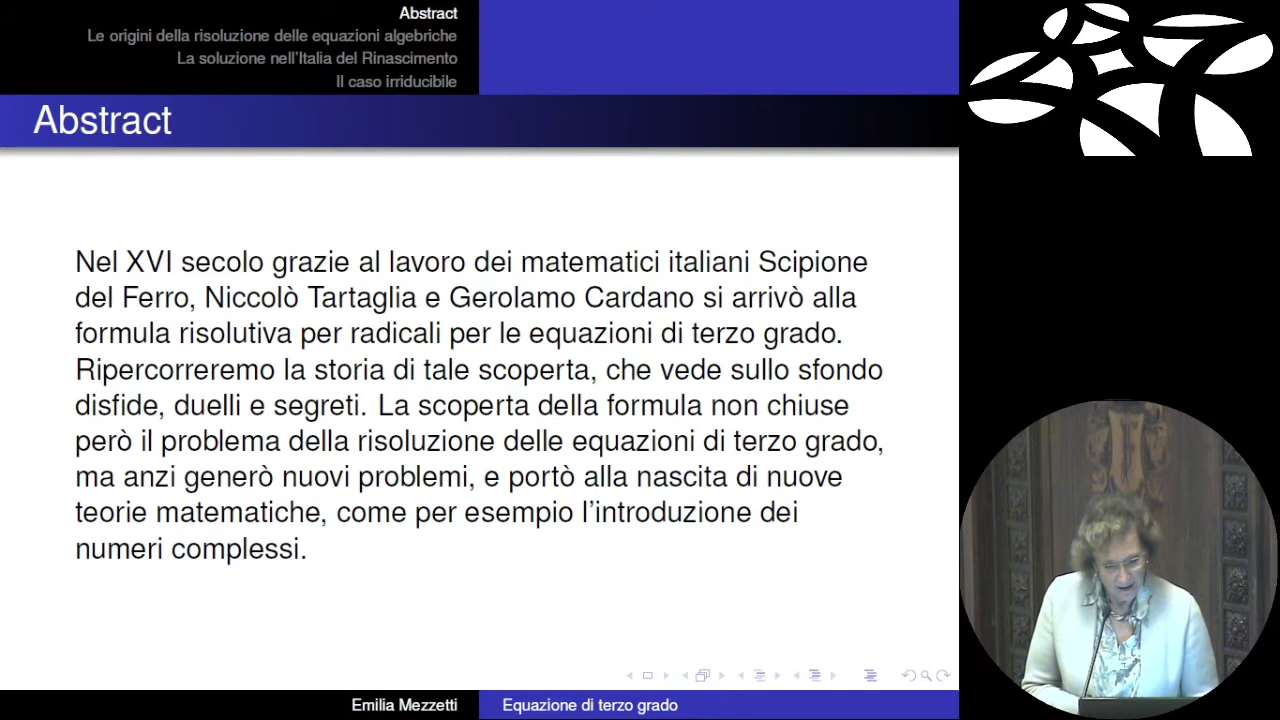 Abstract
Le origini della risoluzione delle equazioni algebriche
La soluzione nell'Italia del Rinascimento
Il caso irriducibile
Abstract
Nel XVI secolo grazie al lavoro dei matematici italiani Scipione
del Ferro, Niccolò Tartaglia e Gerolamo Cardano si arrivò alla
formula risolutiva per radicali per le equazioni di terzo grado.
Ripercorreremo la storia di tale scoperta, che vede sullo sfondo
disfide, duelli e segreti. La scoperta della formula non chiuse
però il problema della risoluzione delle equazioni di terzo grado,
ma anzi generò nuovi problemi, e portò alla nascita di nuove
teorie matematiche, come per esempio l'introduzione dei
numeri complessi.
Emilia Mezzetti
Equazione di terzo grado